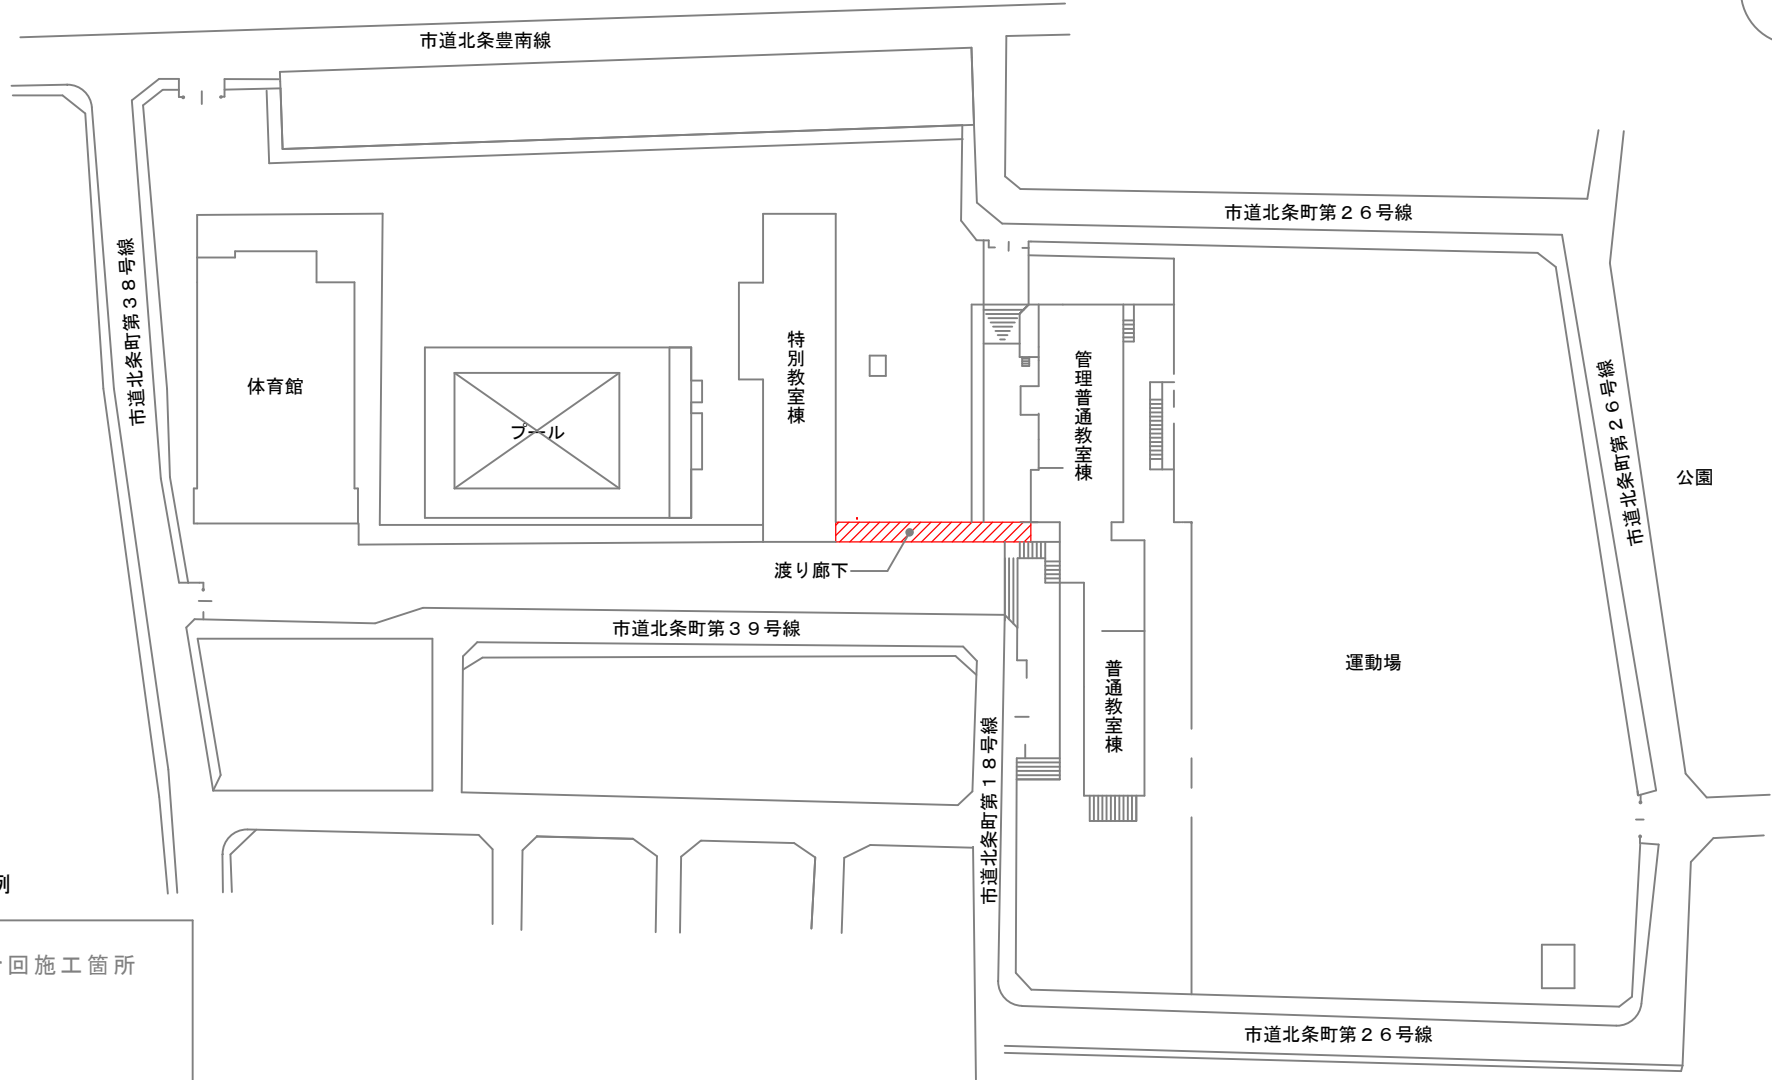 市道北条豊南線
市道北条町第２６号線
市道北条町第３８号線
体育館
プール
特別教室棟
管理普通教室棟
市道北条町第２６号線
公園
渡り廊下
市道北条町第３９号線
普通教室棟
運動場
市道北条町第１８号線
例
回施工箇所
市道北条町第２６号線